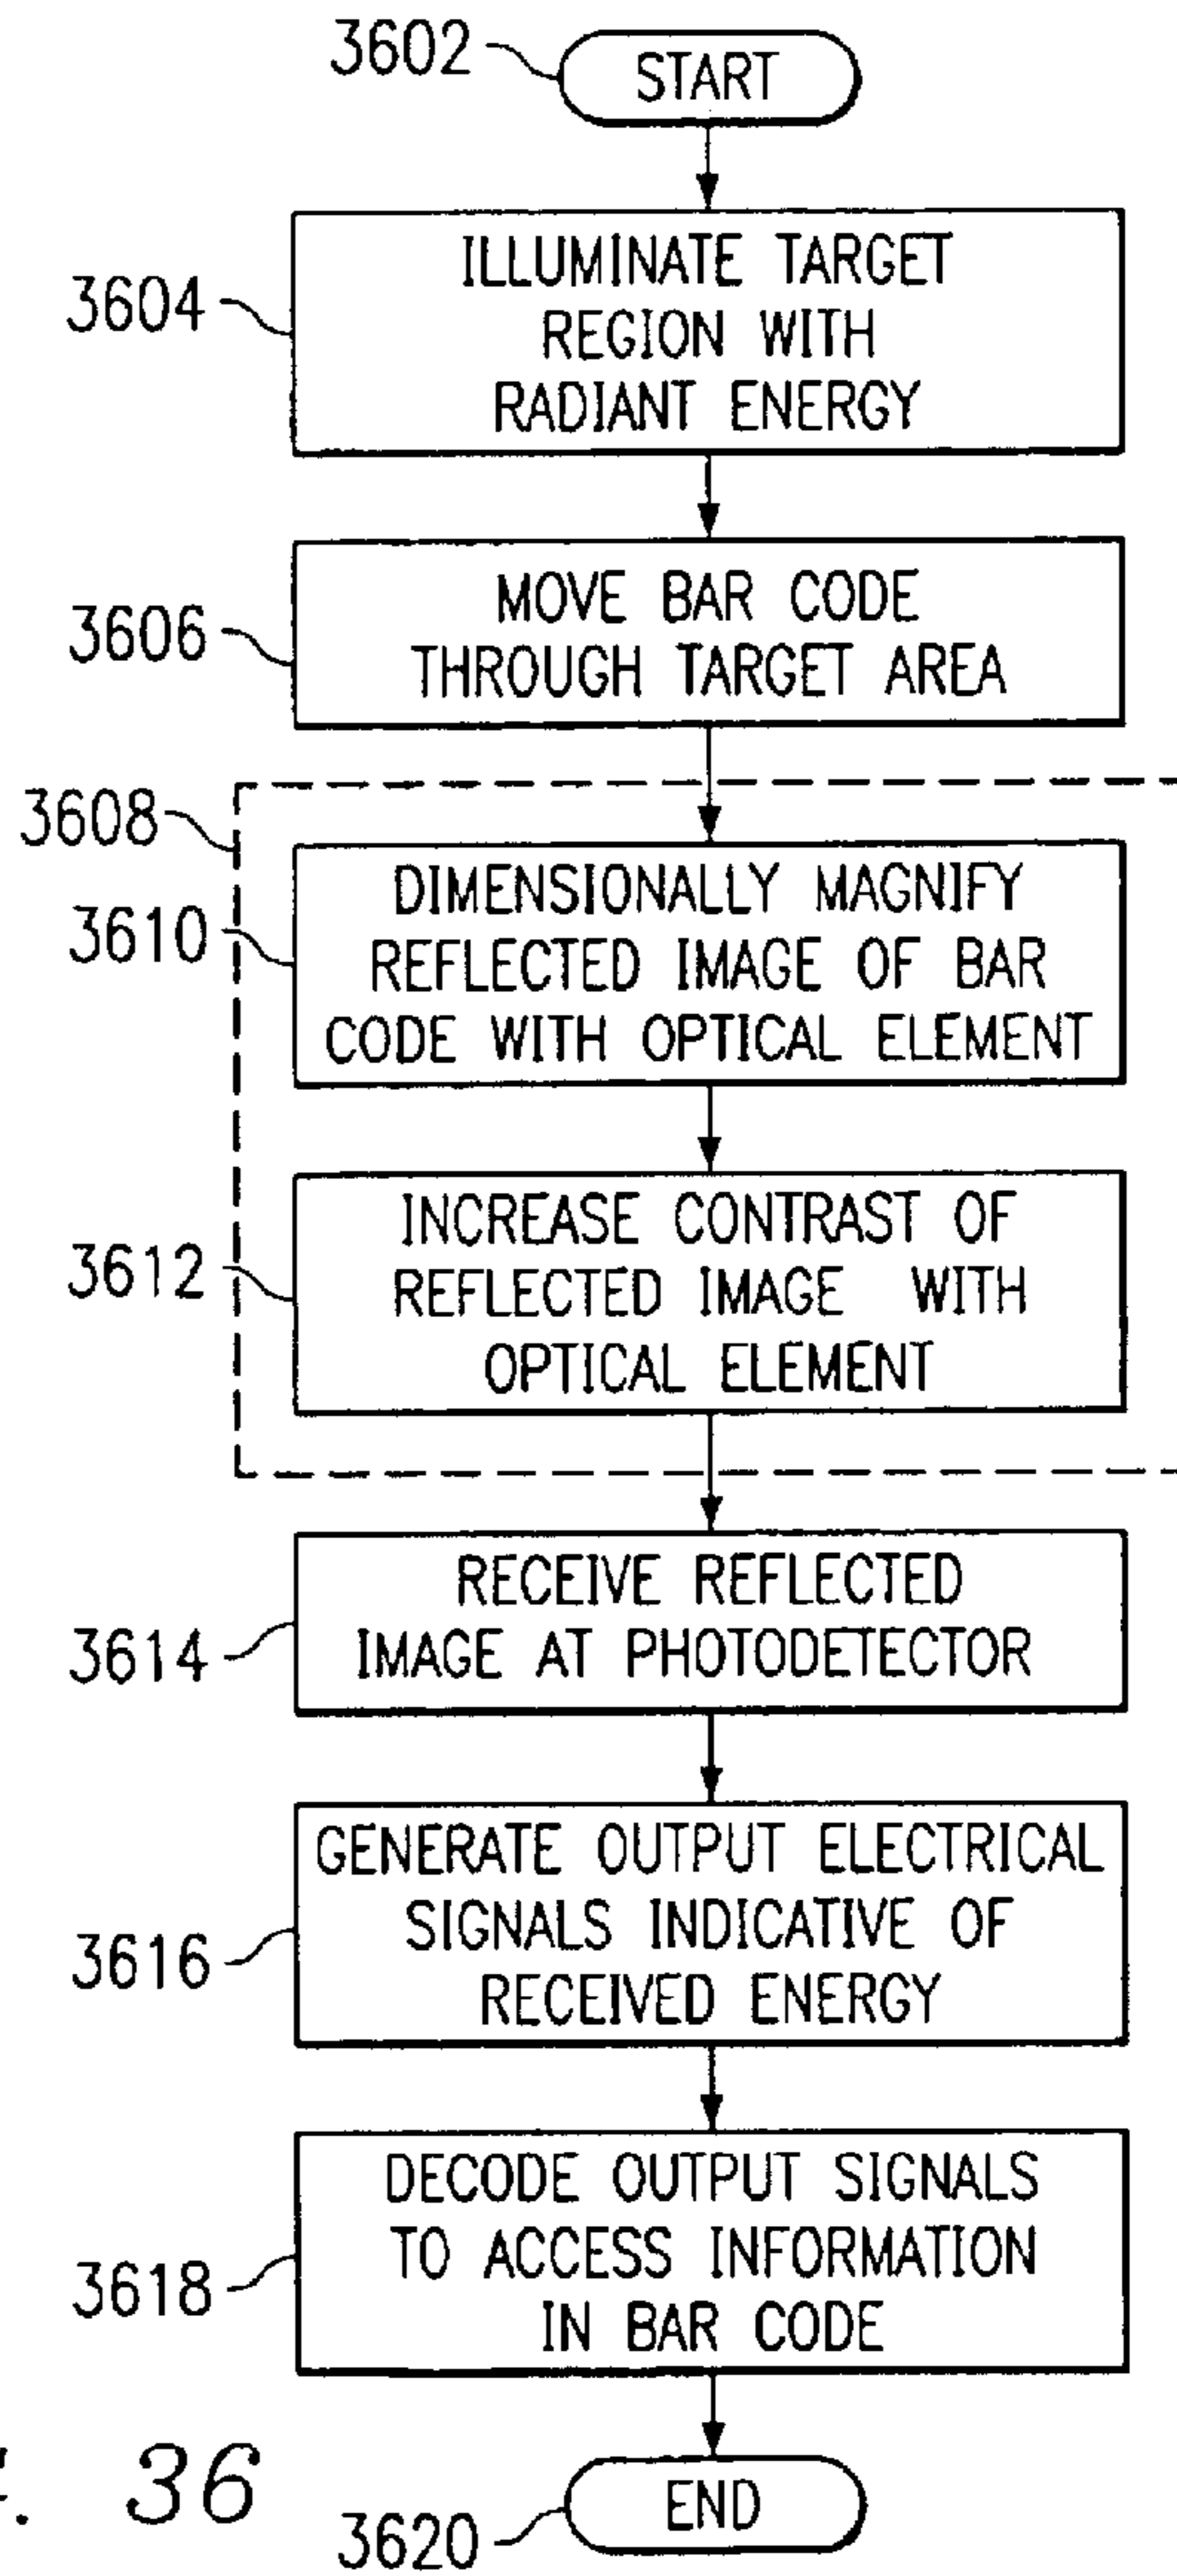 3602
START
3604
ILLUMINATE TARGET
REGION WITH
RADIANT ENERGY
3606
MOVE BAR CODE
THROUGH TARGET AREA
3608
3610
DIMENSIONALLY MAGNIFY
REFLECTED IMAGE OF BAR
CODE WITH OPTICAL ELEMENT
3612
INCREASE CONTRAST OF
REFLECTED IMAGE WITH
OPTICAL ELEMENT
3614
RECEIVE REFLECTED
IMAGE AT PHOTODETECTOR
3616
GENERATE OUTPUT ELECTRICAL
SIGNALS INDICATIVE OF
RECEIVED ENERGY
3618
DECODE OUTPUT SIGNALS
TO ACCESS INFORMATION
IN BAR CODE
36
3620
END